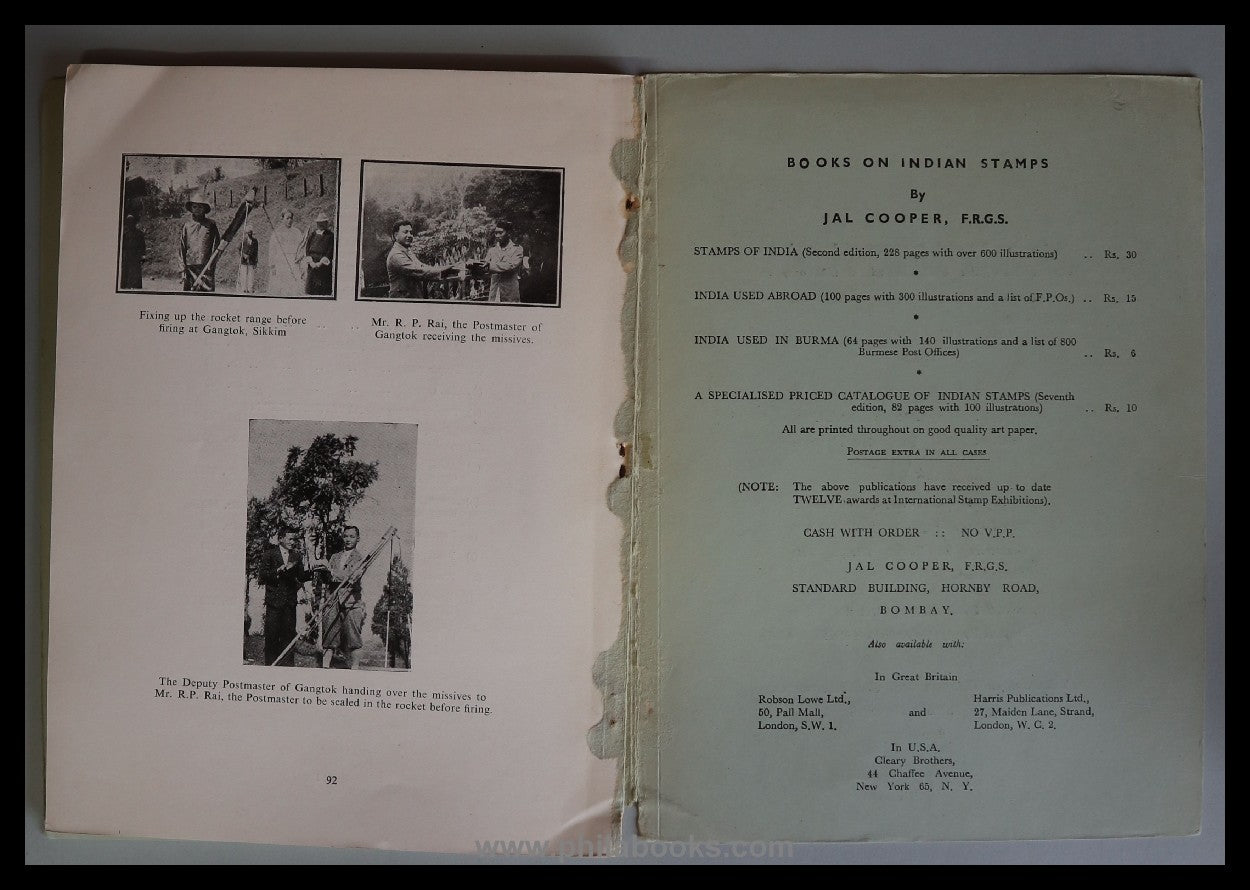 Fixing up the rocket range before
firing at Gangtok, Sikkim
Mr. R. P. Rai, the Postmaster of
Gangtok receiving the missives.
The Deputy Postmaster of Gangtok handing over the missives to
Mr. R.P. Rai, the Postmaster to be sealed in the rocket before firing.
92
BOOKS ON INDIAN STAMPS
By
JAL COOPER, F.R.G.S.
STAMPS OF INDIA (Second edition, 228 pages with over 600 illustrations) .. Rs. 30
*
INDIA USED ABROAD (100 pages with 300 illustrations and a list of F.P.Os.) .. Rs. 15
*
INDIA USED IN BURMA (64 pages with 140 illustrations and a list of 800
Burmese Post Offices) .. Rs. 6
*
A SPECIALISED PRICED CATALOGUE OF INDIAN STAMPS (Seventh
edition, 82 pages with 100 illustrations) .. Rs. 10
All are printed throughout on good quality art paper.
POSTAGE EXTRA IN ALL CASES
(NOTE: The above publications have received up to date
TWELVE awards at International Stamp Exhibitions).
CASH WITH ORDER :: NO V.P.P.
JAL COOPER, F.R.G.S.
STANDARD BUILDING, HORNBY ROAD,
BOMBAY.
Also available with:
In Great Britain
Robson Lowe Ltd.,
50, Pall Mall,
London, S.W. 1.
and
Harris Publications Ltd.,
27, Maiden Lane, Strand,
London, W. C. 2.
In U.S.A.
Cleary Brothers,
44 Chaffee Avenue,
New York 65, N. Y.
www.philabooks.com